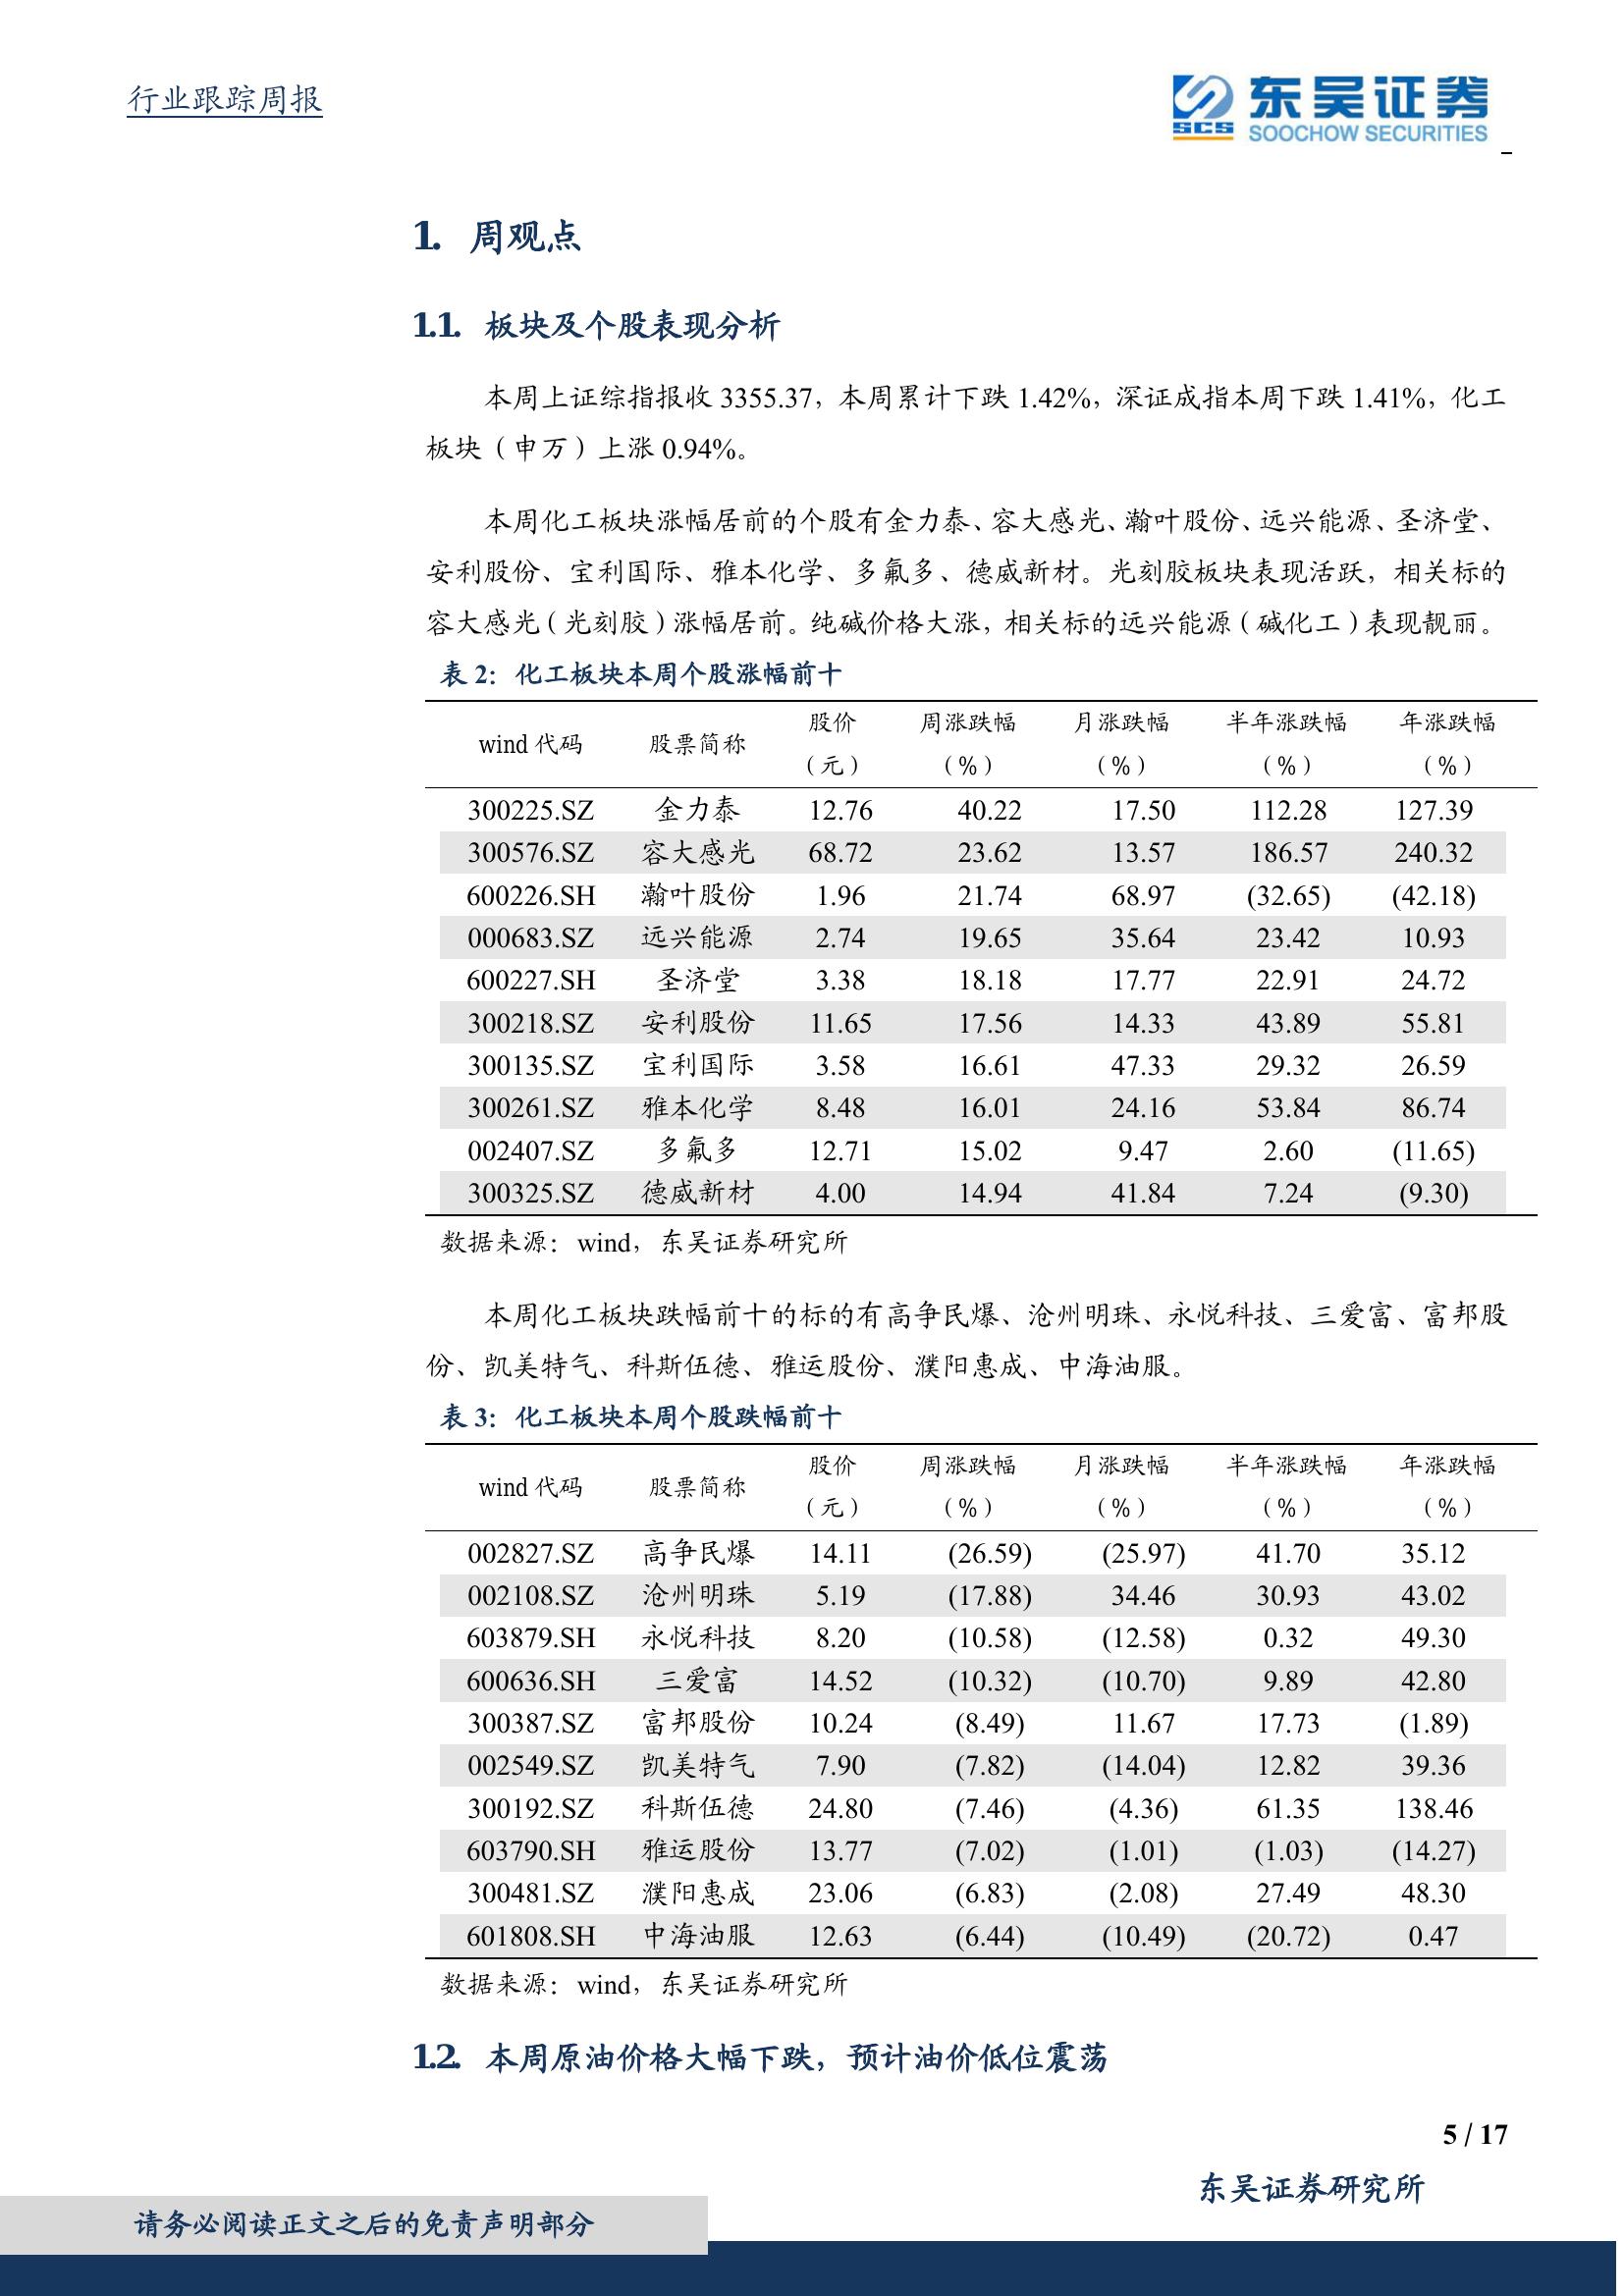 行业跟踪周报
SCS
东吴证券
SOOCHOW SECURITIES
1. 周观点
1.1. 板块及个股表现分析
本周上证综指报收 3355.37，本周累计下跌 1.42%，深证成指本周下跌 1.41%，化工
板块（申万）上涨 0.94%。
本周化工板块涨幅居前的个股有金力泰、容大感光、瀚叶股份、远兴能源、圣济堂、
安利股份、宝利国际、雅本化学、多氟多、德威新材。光刻胶板块表现活跃，相关标的
容大感光（光刻胶）涨幅居前。纯碱价格大涨，相关标的远兴能源（碱化工）表现靓丽。
表 2：化工板块本周个股涨幅前十
wind 代码 股票简称 股价（元） 周涨跌幅（%） 月涨跌幅（%） 半年涨跌幅（%） 年涨跌幅（%）
300225.SZ 金力泰 12.76 40.22 17.50 112.28 127.39
300576.SZ 容大感光 68.72 23.62 13.57 186.57 240.32
600226.SH 瀚叶股份 1.96 21.74 68.97 (32.65) (42.18)
000683.SZ 远兴能源 2.74 19.65 35.64 23.42 10.93
600227.SH 圣济堂 3.38 18.18 17.77 22.91 24.72
300218.SZ 安利股份 11.65 17.56 14.33 43.89 55.81
300135.SZ 宝利国际 3.58 16.61 47.33 29.32 26.59
300261.SZ 雅本化学 8.48 16.01 24.16 53.84 86.74
002407.SZ 多氟多 12.71 15.02 9.47 2.60 (11.65)
300325.SZ 德威新材 4.00 14.94 41.84 7.24 (9.30)
数据来源：wind，东吴证券研究所
本周化工板块跌幅前十的标的有高争民爆、沧州明珠、永悦科技、三爱富、富邦股
份、凯美特气、科斯伍德、雅运股份、濮阳惠成、中海油服。
表 3：化工板块本周个股跌幅前十
wind 代码 股票简称 股价（元） 周涨跌幅（%） 月涨跌幅（%） 半年涨跌幅（%） 年涨跌幅（%）
002827.SZ 高争民爆 14.11 (26.59) (25.97) 41.70 35.12
002108.SZ 沧州明珠 5.19 (17.88) 34.46 30.93 43.02
603879.SH 永悦科技 8.20 (10.58) (12.58) 0.32 49.30
600636.SH 三爱富 14.52 (10.32) (10.70) 9.89 42.80
300387.SZ 富邦股份 10.24 (8.49) 11.67 17.73 (1.89)
002549.SZ 凯美特气 7.90 (7.82) (14.04) 12.82 39.36
300192.SZ 科斯伍德 24.80 (7.46) (4.36) 61.35 138.46
603790.SH 雅运股份 13.77 (7.02) (1.01) (1.03) (14.27)
300481.SZ 濮阳惠成 23.06 (6.83) (2.08) 27.49 48.30
601808.SH 中海油服 12.63 (6.44) (10.49) (20.72) 0.47
数据来源：wind，东吴证券研究所
1.2. 本周原油价格大幅下跌，预计油价低位震荡
5 / 17
东吴证券研究所
请务必阅读正文之后的免责声明部分